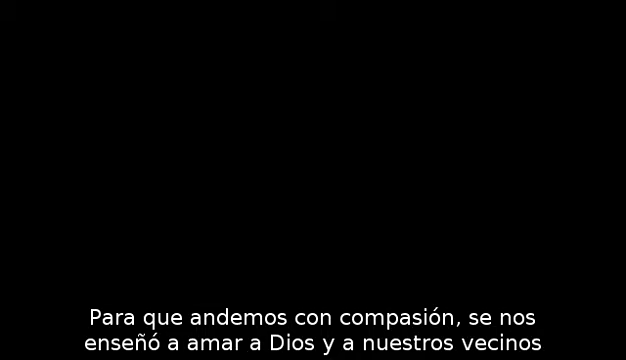 Para que andemos con compasión, se nos
enseñó a amar a Dios y a nuestros vecinos